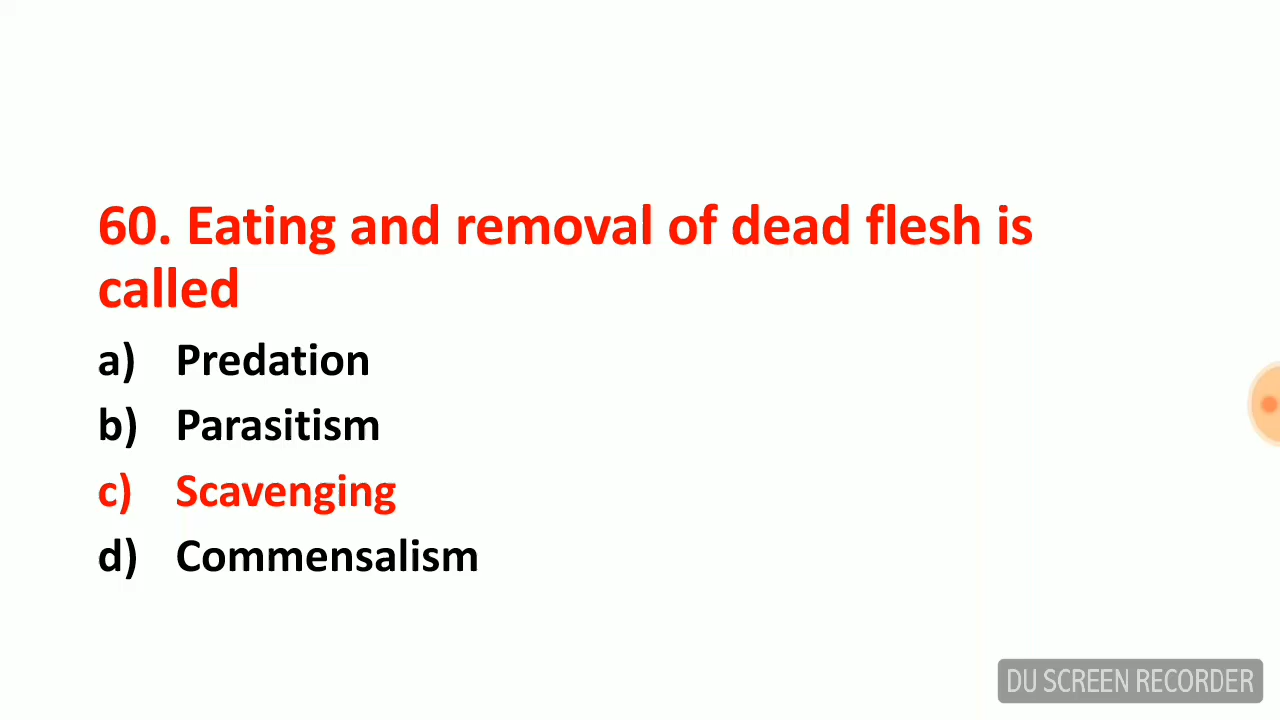 60. Eating and removal of dead flesh is
called
a) Predation
b) Parasitism
c) Scavenging
d) Commensalism
DU SCREEN RECORDER